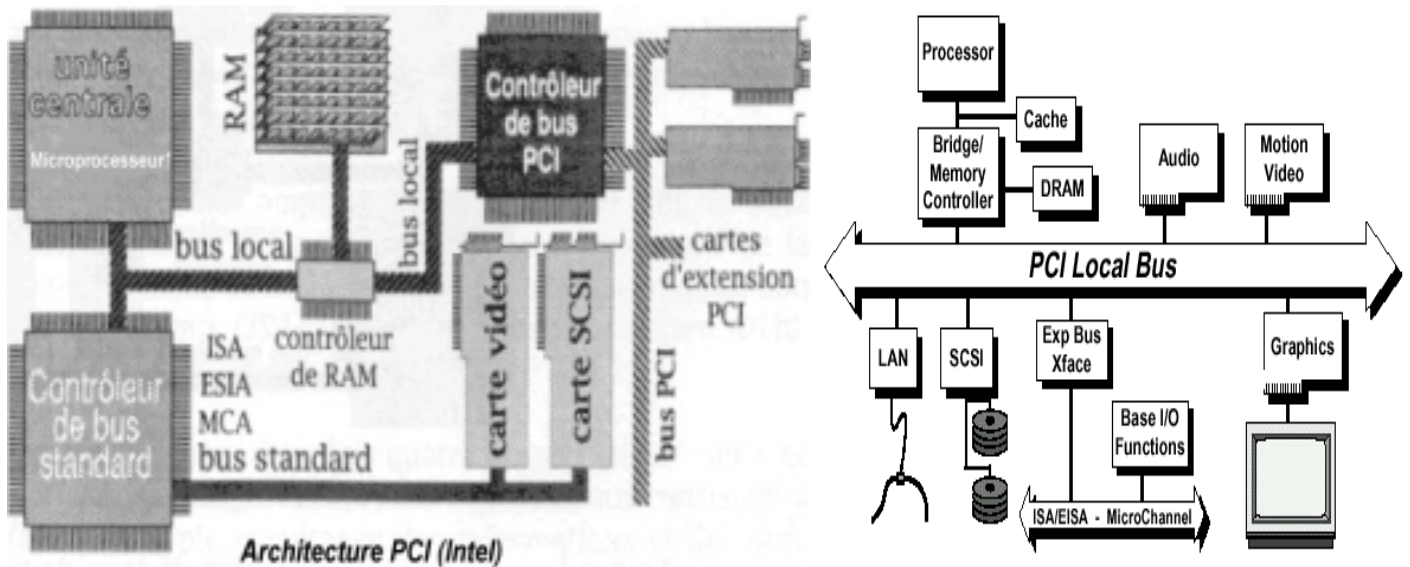 unité
centrale
Microprocesseur
RAM
Contrôleur
de bus
PCI
bus local
bus local
cartes
d'extension
PCI
contrôleur
de RAM
carte vidéo
carte SCSI
bus PCI
Contrôleur
de bus
standard
ISA
ESIA
MCA
bus standard
Architecture PCI (Intel)
Processor
Cache
Bridge/
Memory
Controller
DRAM
Audio
Motion
Video
PCI Local Bus
LAN
SCSI
Exp Bus
Xface
Graphics
Base I/O
Functions
ISA/EISA - MicroChannel